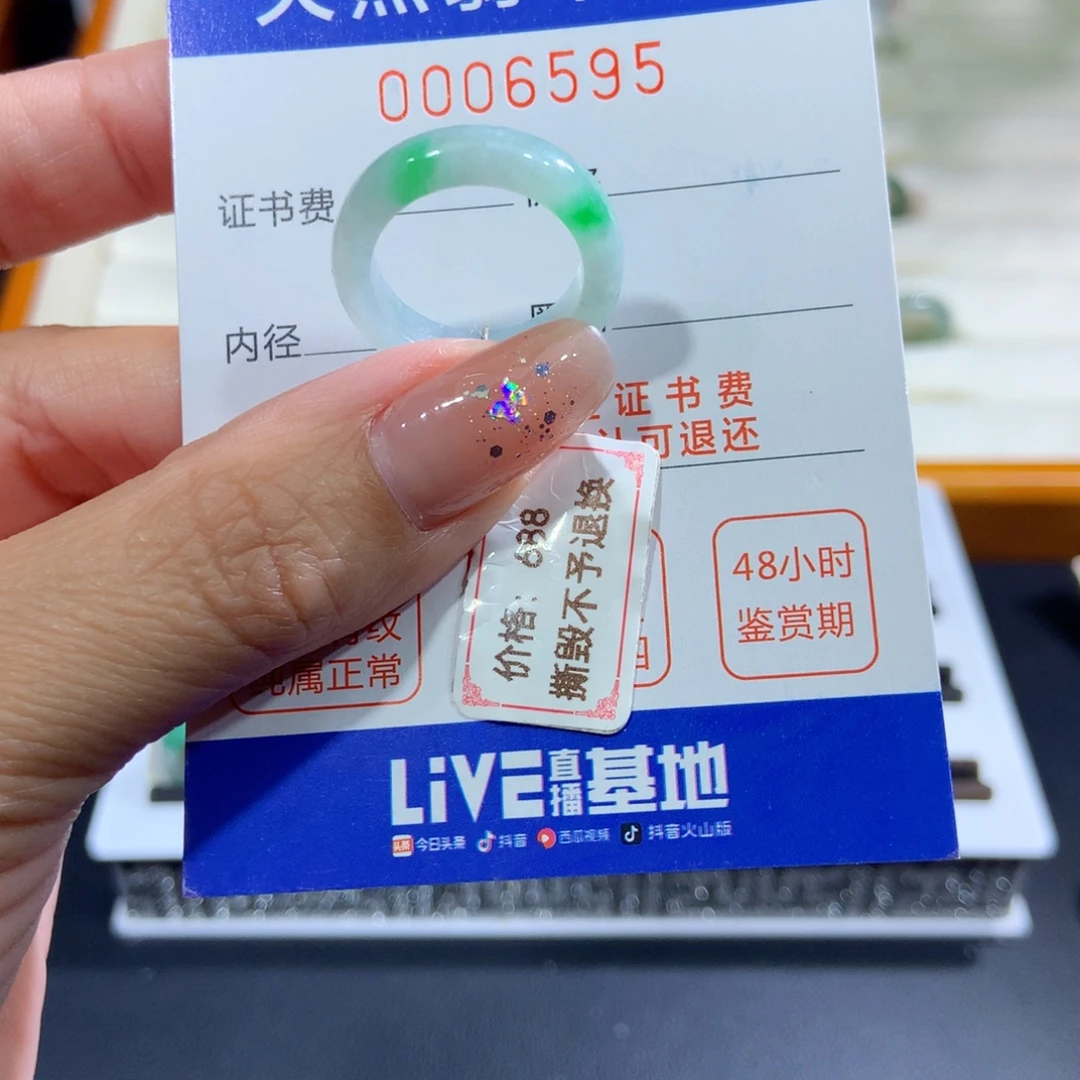 0006595
证书费
内径
证书费
可退还
价格：688
撕毁不予退换
纯属正常
48小时
鉴赏期
LiVE直播基地
头条 今日头条 抖音 西瓜视频 抖音火山版